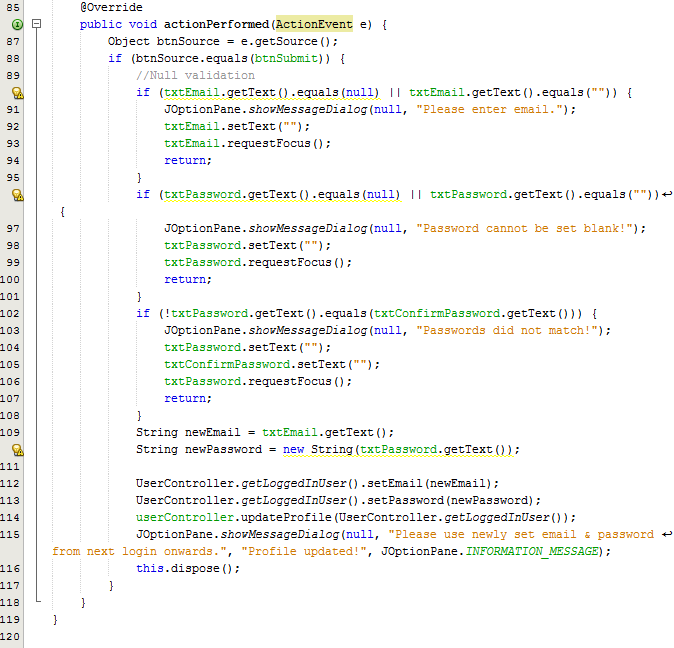 85 @Override
public void actionPerformed(ActionEvent e) {
87 Object btnSource = e.getSource();
88 if (btnSource.equals(btnSubmit)) {
89 //Null validation
if (txtEmail.getText().equals(null) || txtEmail.getText().equals("")) {
91 JOptionPane.showMessageDialog(null, "Please enter email.");
92 txtEmail.setText("");
93 txtEmail.requestFocus();
94 return;
95 }
if (txtPassword.getText().equals(null) || txtPassword.getText().equals(""))↩
{
97 JOptionPane.showMessageDialog(null, "Password cannot be set blank!");
98 txtPassword.setText("");
99 txtPassword.requestFocus();
100 return;
101 }
102 if (!txtPassword.getText().equals(txtConfirmPassword.getText())) {
103 JOptionPane.showMessageDialog(null, "Passwords did not match!");
104 txtPassword.setText("");
105 txtConfirmPassword.setText("");
106 txtPassword.requestFocus();
107 return;
108 }
109 String newEmail = txtEmail.getText();
String newPassword = new String(txtPassword.getText());
111
112 UserController.getLoggedInUser().setEmail(newEmail);
113 UserController.getLoggedInUser().setPassword(newPassword);
114 userController.updateProfile(UserController.getLoggedInUser());
115 JOptionPane.showMessageDialog(null, "Please use newly set email & password ↩
from next login onwards.", "Profile updated!", JOptionPane.INFORMATION_MESSAGE);
116 this.dispose();
117 }
118 }
119 }
120